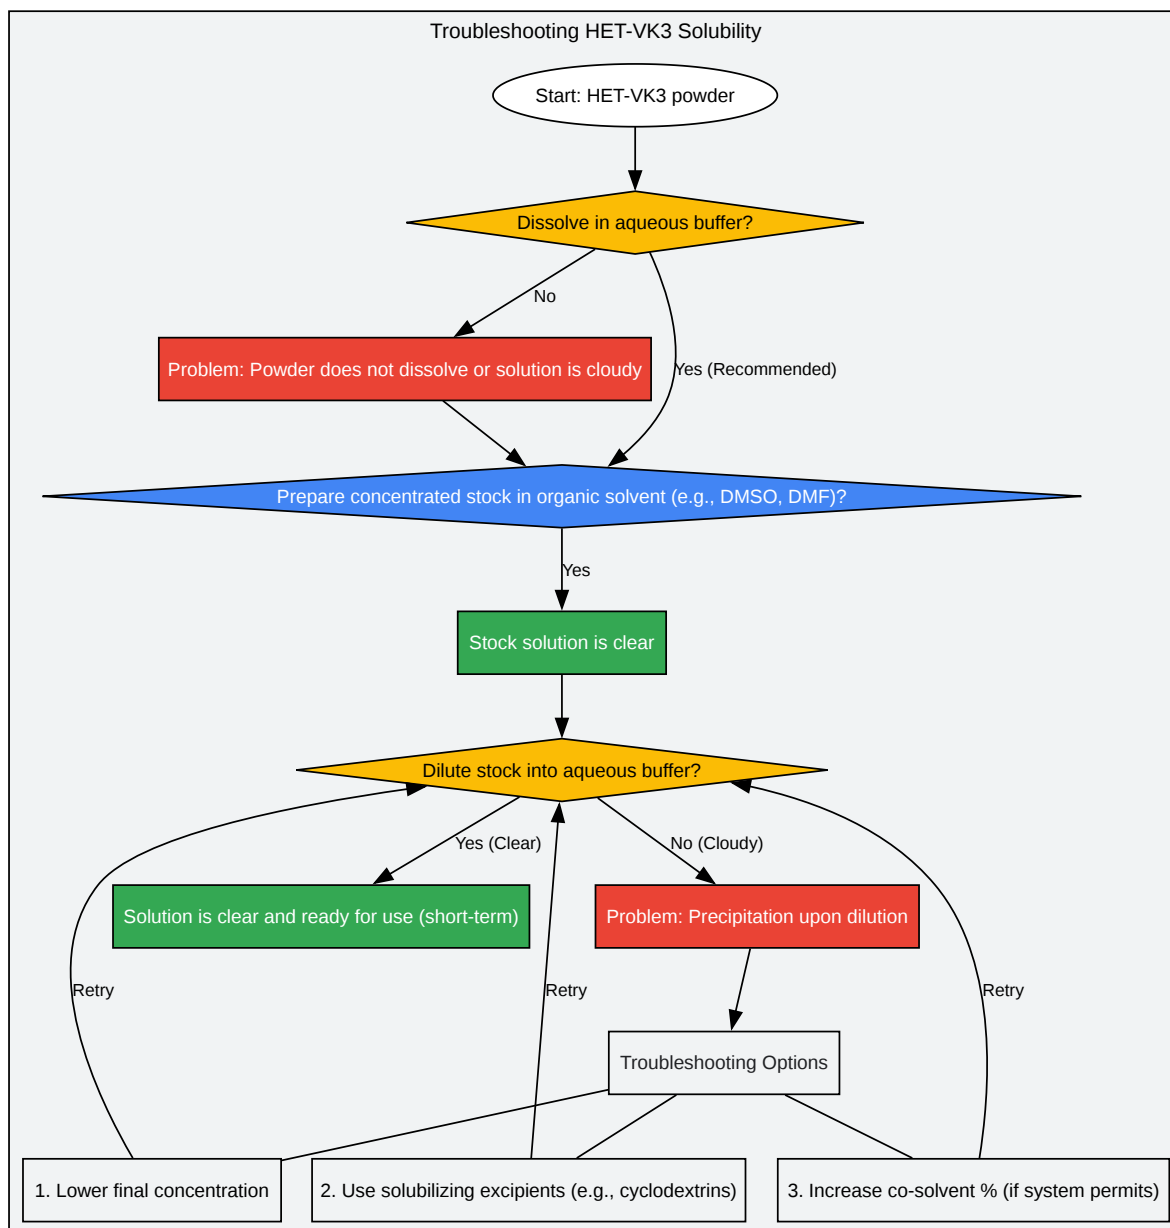 Troubleshooting HET-VK3 Solubility
Start: HET-VK3 powder
Dissolve in aqueous buffer?
No
Problem: Powder does not dissolve or solution is cloudy
Yes (Recommended)
Prepare concentrated stock in organic solvent (e.g., DMSO, DMF)?
Yes
Stock solution is clear
Dilute stock into aqueous buffer?
Yes (Clear)
No (Cloudy)
Solution is clear and ready for use (short-term)
Problem: Precipitation upon dilution
Retry
Retry
Retry
Troubleshooting Options
1. Lower final concentration
2. Use solubilizing excipients (e.g., cyclodextrins)
3. Increase co-solvent % (if system permits)